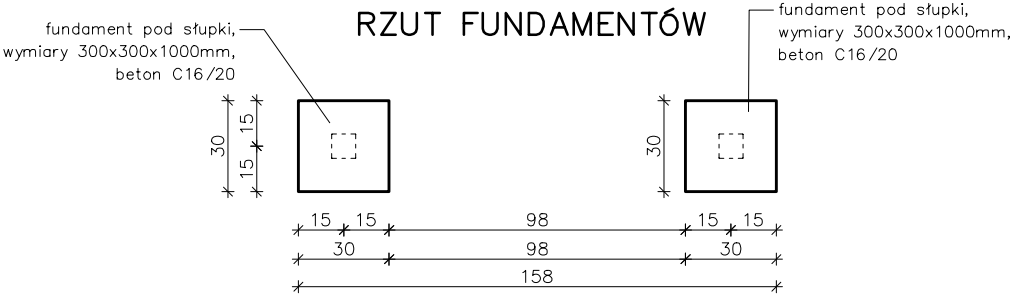 RZUT FUNDAMENTÓW
fundament pod słupki,
wymiary 300x300x1000mm,
beton C16/20
fundament pod słupki,
wymiary 300x300x1000mm,
beton C16/20
30
15
15
30
15 15 98 15 15
30 98 30
158